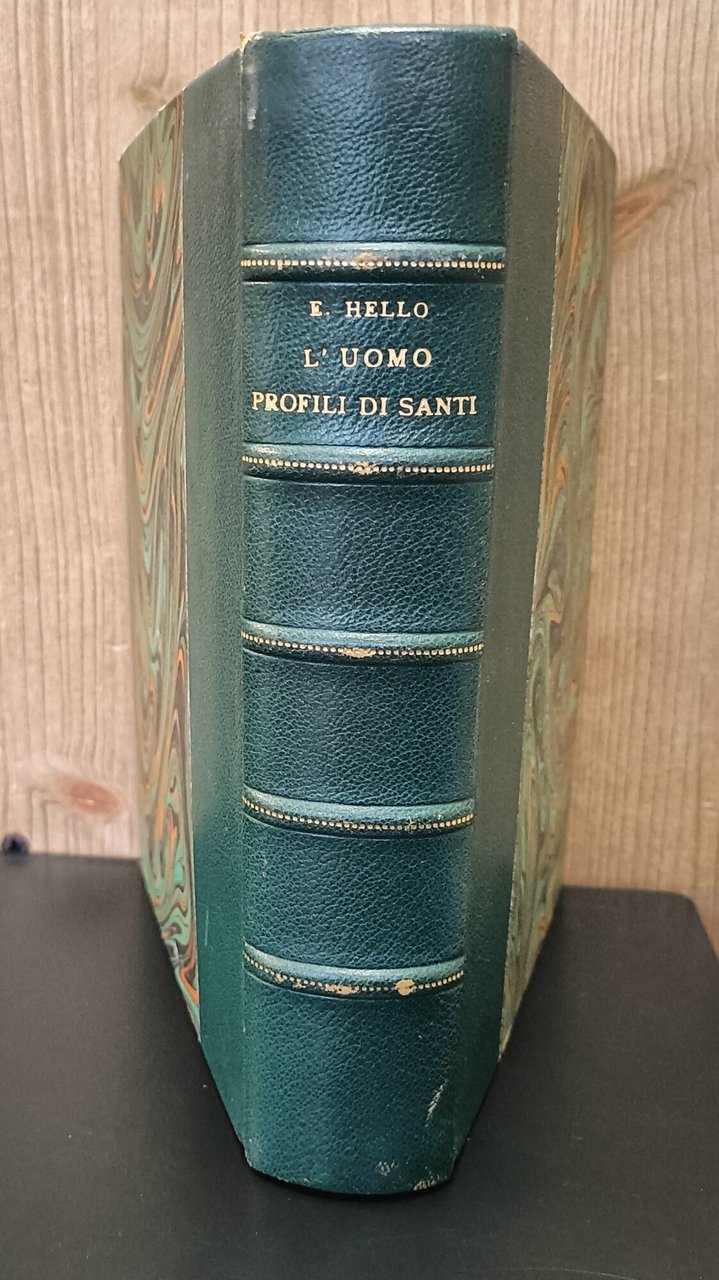 E. HELLO
L' UOMO
PROFILI DI SANTI